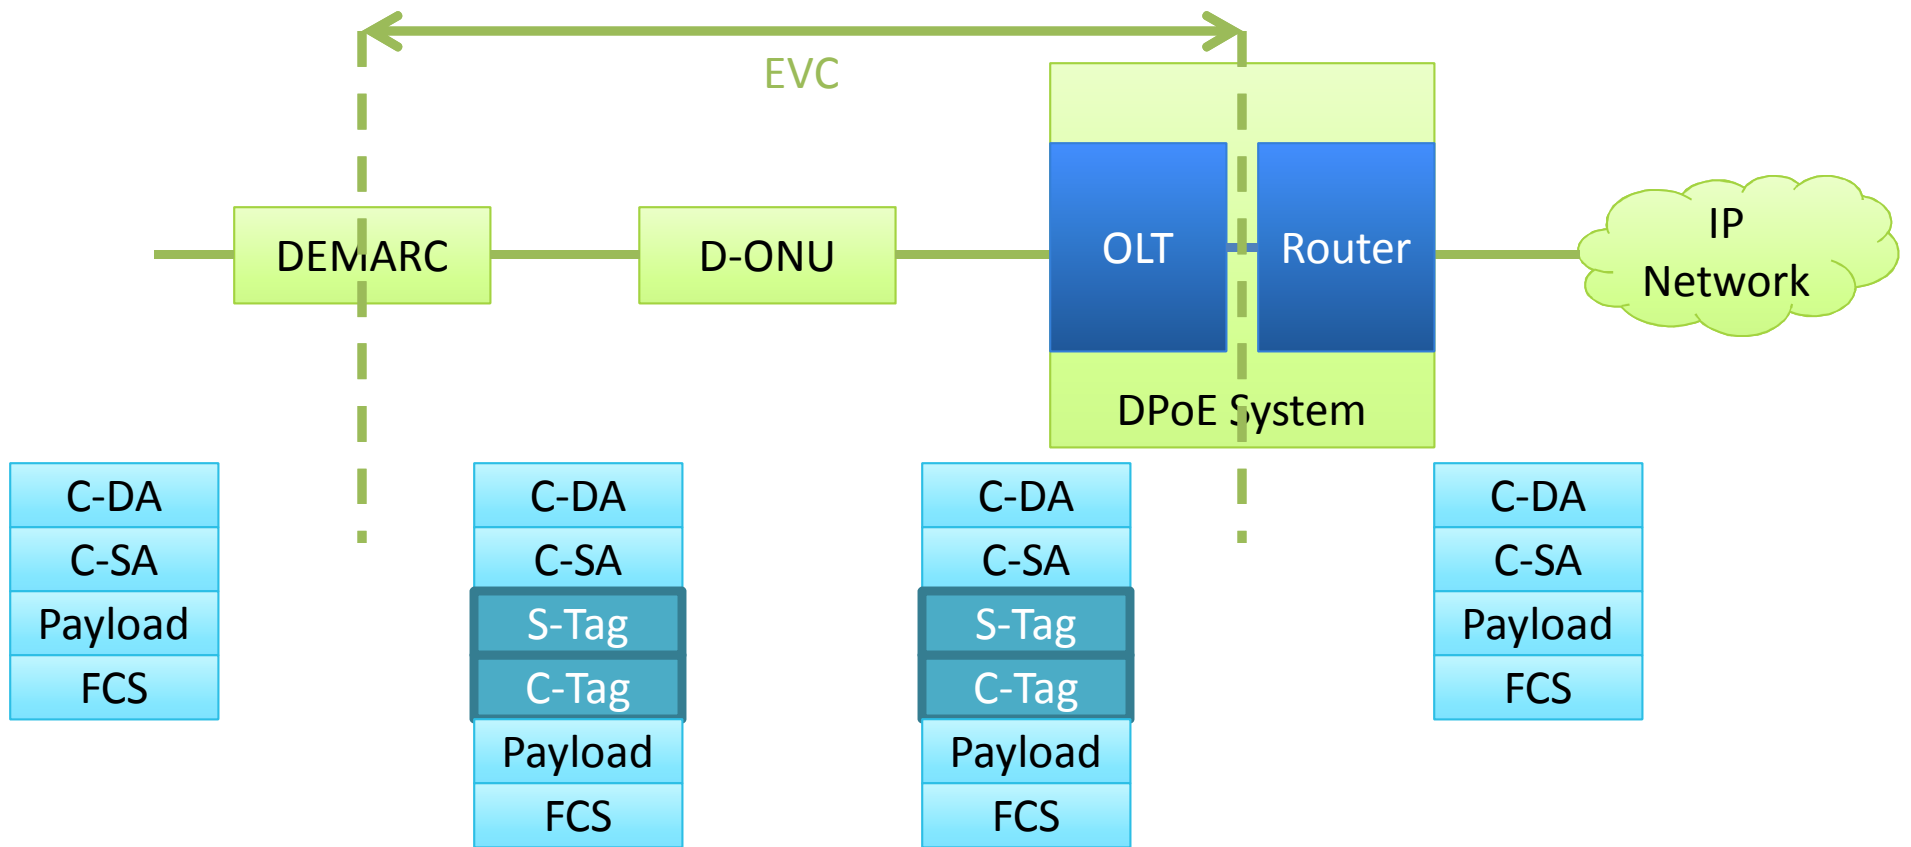 EVC
DEMARC
D-ONU
OLT
Router
IP
Network
DPoE System
C-DA
C-SA
Payload
FCS
C-DA
C-SA
S-Tag
C-Tag
Payload
FCS
C-DA
C-SA
S-Tag
C-Tag
Payload
FCS
C-DA
C-SA
Payload
FCS